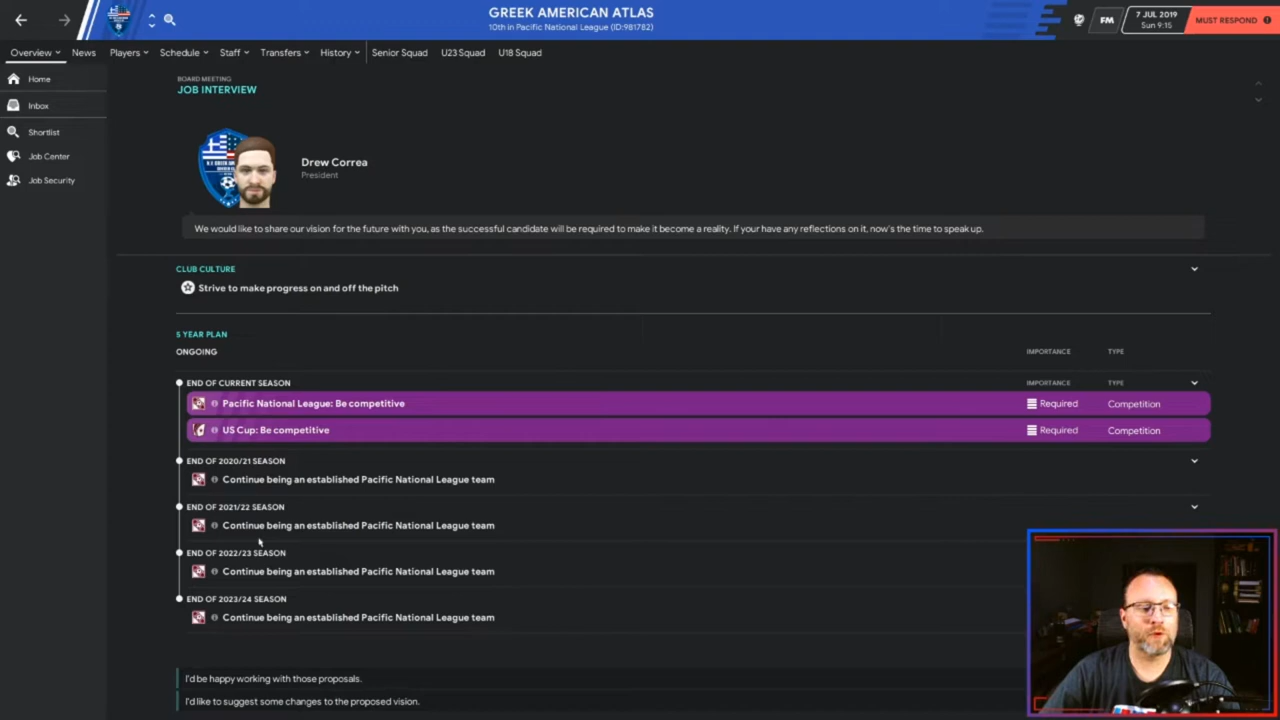 GREEK AMERICAN ATLAS
10th in Pacific National League (ID:981782)
FM
7 JUL 2019
Sun 9:15
MUST RESPOND
Overview
News
Players
Schedule
Staff
Transfers
History
Senior Squad
U23 Squad
U18 Squad
Home
Inbox
Shortlist
Job Center
Job Security
BOARD MEETING
JOB INTERVIEW
Drew Correa
President
We would like to share our vision for the future with you, as the successful candidate will be required to make it become a reality. If your have any reflections on it, now's the time to speak up.
CLUB CULTURE
Strive to make progress on and off the pitch
5 YEAR PLAN
ONGOING IMPORTANCE TYPE
END OF CURRENT SEASON IMPORTANCE TYPE
Pacific National League: Be competitive Required Competition
US Cup: Be competitive Required Competition
END OF 2020/21 SEASON
Continue being an established Pacific National League team
END OF 2021/22 SEASON
Continue being an established Pacific National League team
END OF 2022/23 SEASON
Continue being an established Pacific National League team
END OF 2023/24 SEASON
Continue being an established Pacific National League team
I'd be happy working with those proposals.
I'd like to suggest some changes to the proposed vision.